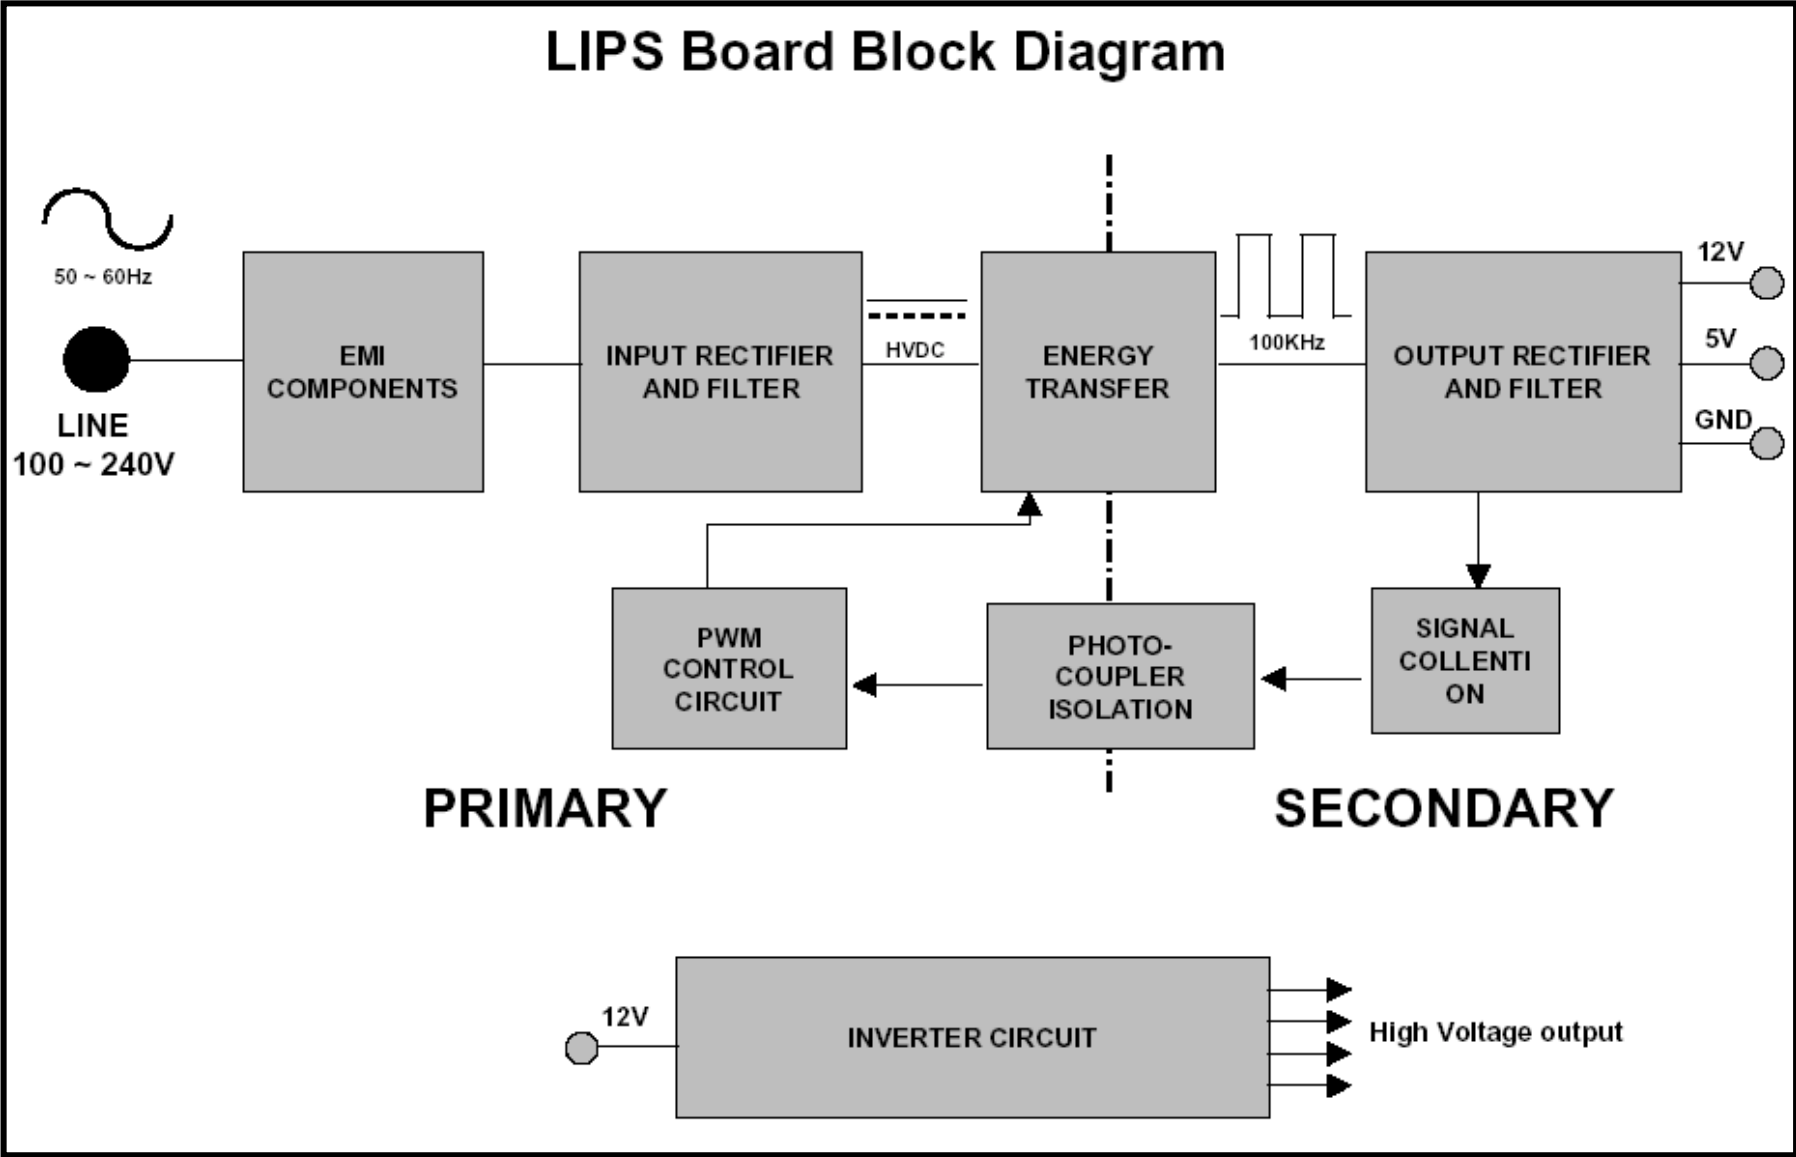 LIPS Board Block Diagram
50 ~ 60Hz
LINE
100 ~ 240V
EMI
COMPONENTS
INPUT RECTIFIER
AND FILTER
HVDC
ENERGY
TRANSFER
100KHz
OUTPUT RECTIFIER
AND FILTER
12V
5V
GND
PWM
CONTROL
CIRCUIT
PHOTO-
COUPLER
ISOLATION
SIGNAL
COLLENTI
ON
PRIMARY
SECONDARY
12V
INVERTER CIRCUIT
High Voltage output